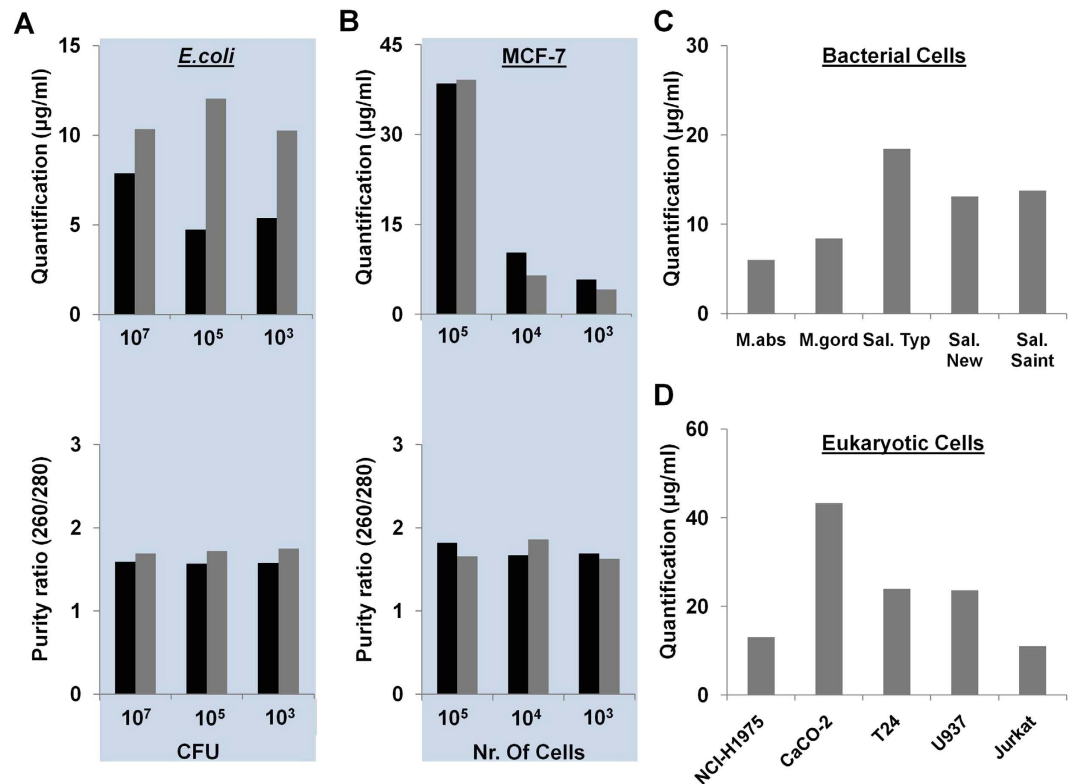 A
E.coli
Quantification (µg/ml)
15
10
5
0
10⁷ 10⁵ 10³
Purity ratio (260/280)
3
2
1
0
10⁷ 10⁵ 10³
CFU
B
MCF-7
Quantification (µg/ml)
45
30
15
0
10⁵ 10⁴ 10³
Purity ratio (260/280)
3
2
1
0
10⁵ 10⁴ 10³
Nr. Of Cells
C
Bacterial Cells
Quantification (µg/ml)
30
20
10
0
M.abs M.gord Sal. Typ Sal. Sal.
New Saint
D
Eukaryotic Cells
Quantification (µg/ml)
60
40
20
0
NCI-H1975 CaCO-2 T24 U937 Jurkat